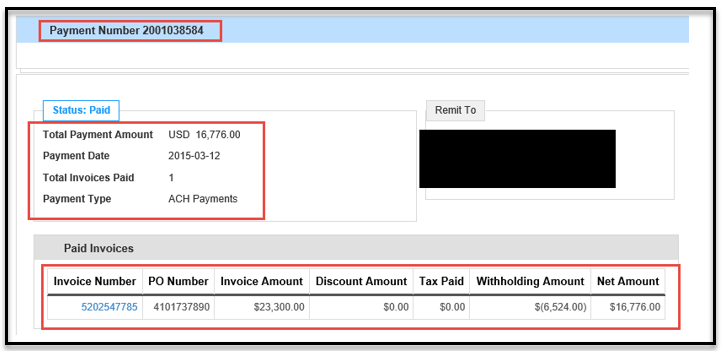 Payment Number 2001038584
Status: Paid
Total Payment Amount USD 16,776.00
Payment Date 2015-03-12
Total Invoices Paid 1
Payment Type ACH Payments
Remit To
Paid Invoices
Invoice Number PO Number Invoice Amount Discount Amount Tax Paid Withholding Amount Net Amount
5202547785 4101737890 $23,300.00 $0.00 $0.00 $(6,524.00) $16,776.00